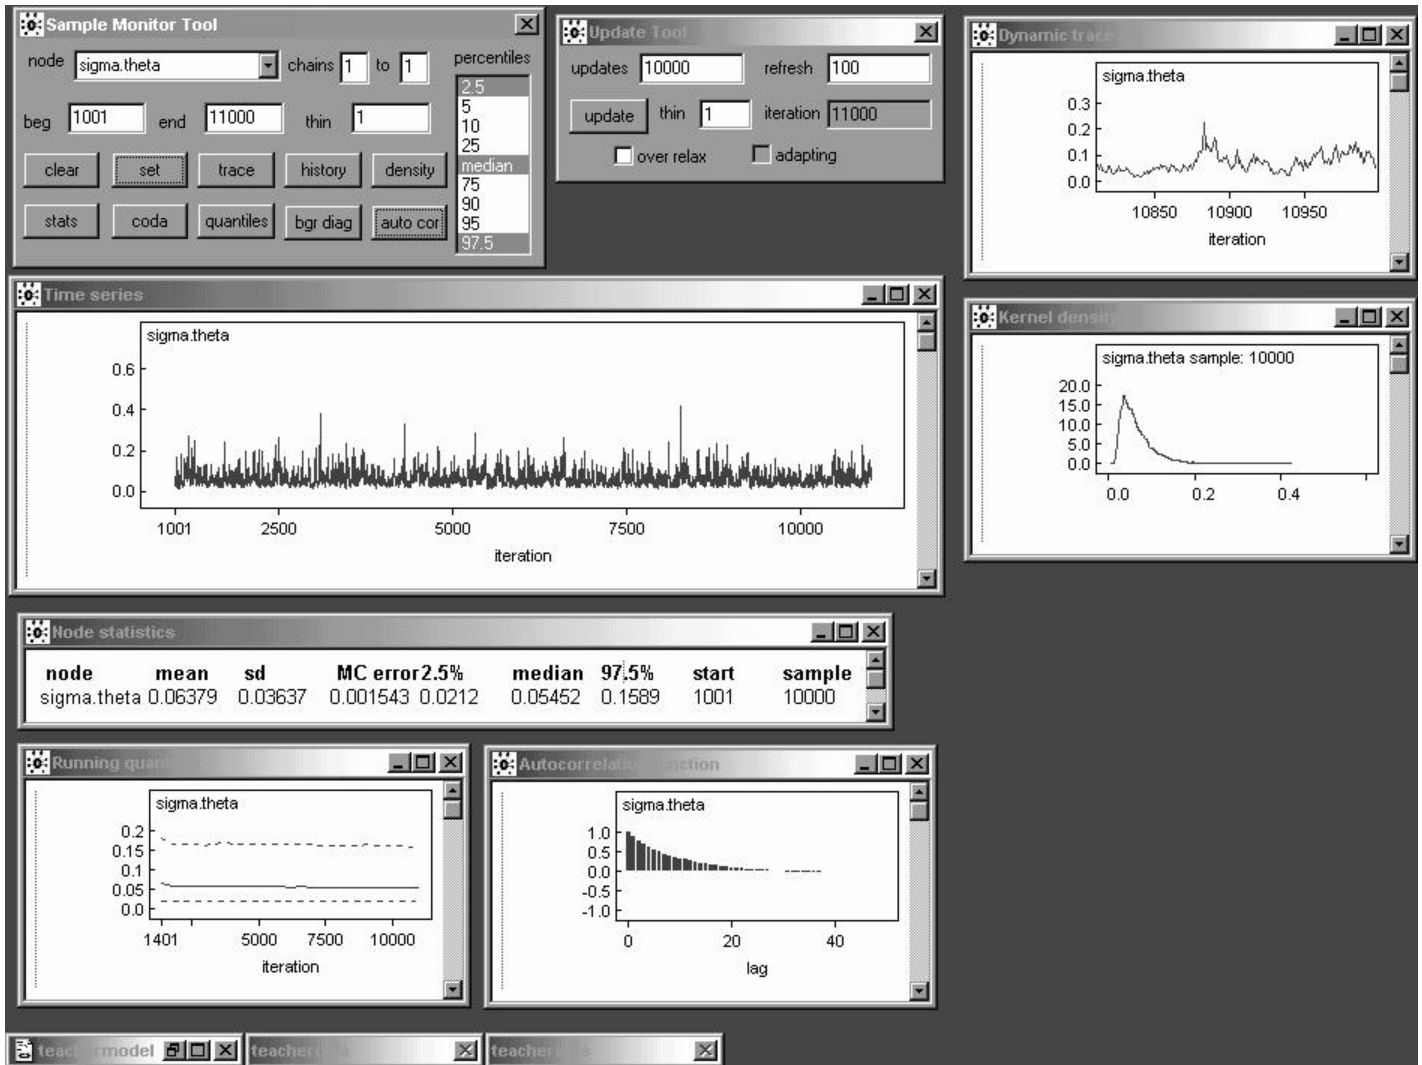 Sample Monitor Tool
node sigma.theta chains 1 to 1 percentiles
2.5
5
10
25
median
75
90
95
97.5
beg 1001 end 11000 thin 1
clear set trace history density
stats coda quantiles bgr diag auto cor
Update Tool
updates 10000 refresh 100
update thin 1 iteration 11000
over relax adapting
Dynamic trace
sigma.theta
0.3
0.2
0.1
0.0
10850 10900 10950
iteration
Time series
sigma.theta
0.6
0.4
0.2
0.0
1001 2500 5000 7500 10000
iteration
Kernel density
sigma.theta sample: 10000
20.0
15.0
10.0
5.0
0.0
0.0 0.2 0.4
Node statistics
node mean sd MC error 2.5% median 97.5% start sample
sigma.theta 0.06379 0.03637 0.001543 0.0212 0.05452 0.1589 1001 10000
Running quant
sigma.theta
0.2
0.15
0.1
0.05
0.0
1401 5000 7500 10000
iteration
Autocorrelation function
sigma.theta
1.0
0.5
0.0
-0.5
-1.0
0 20 40
lag
teachermodel